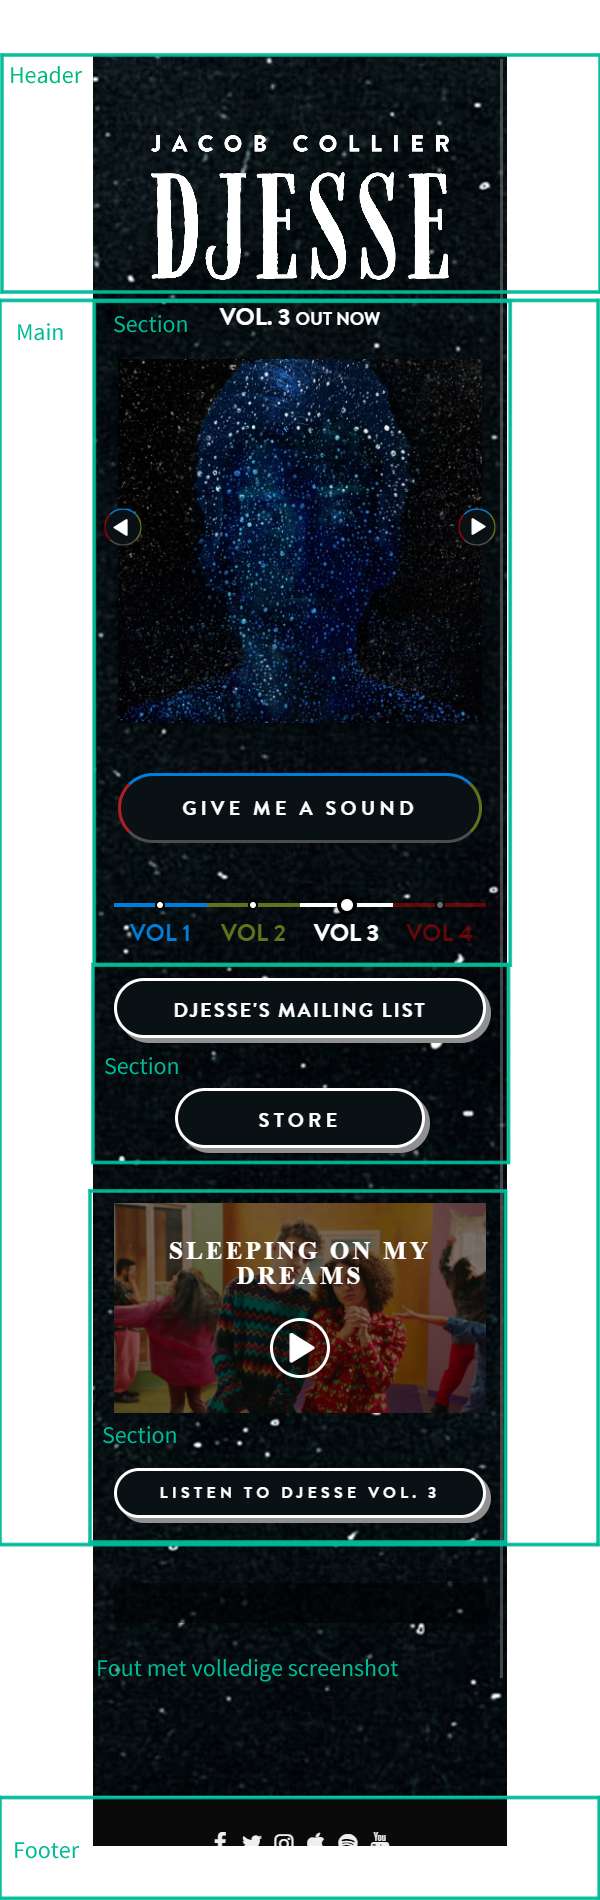 Header
JACOB COLLIER
DJESSE
Main
Section
VOL. 3 OUT NOW
GIVE ME A SOUND
VOL 1 VOL 2 VOL 3 VOL 4
DJESSE'S MAILING LIST
Section
STORE
SLEEPING ON MY
DREAMS
Section
LISTEN TO DJESSE VOL. 3
Fout met volledige screenshot
Footer
You